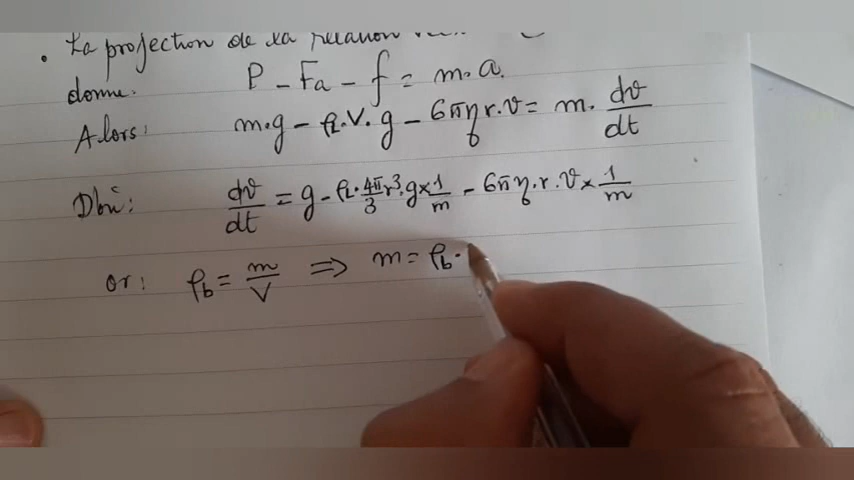 • La projection de la relation
donne. P - Fa - f = m.a.
Alors: m.g - ρL.V.g - 6πηr.v = m. dv/dt
D'où: dv/dt = g - ρL. 4π/3 r³.g × 1/m - 6πη.r.v × 1/m
or: ρb = m/V ⇒ m = ρb.